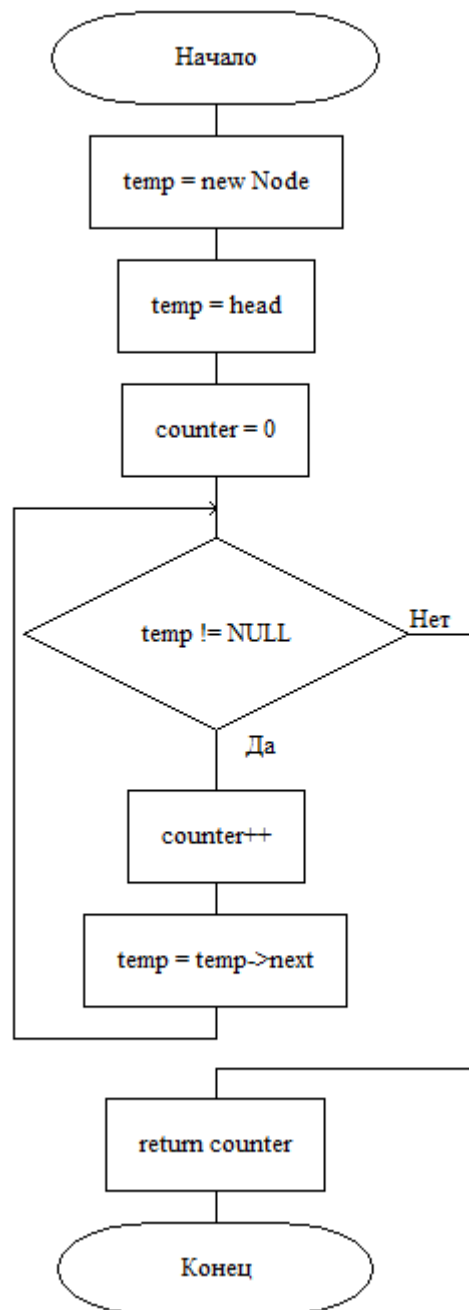 Начало
temp = new Node
temp = head
counter = 0
temp != NULL
Нет
Да
counter++
temp = temp->next
return counter
Конец